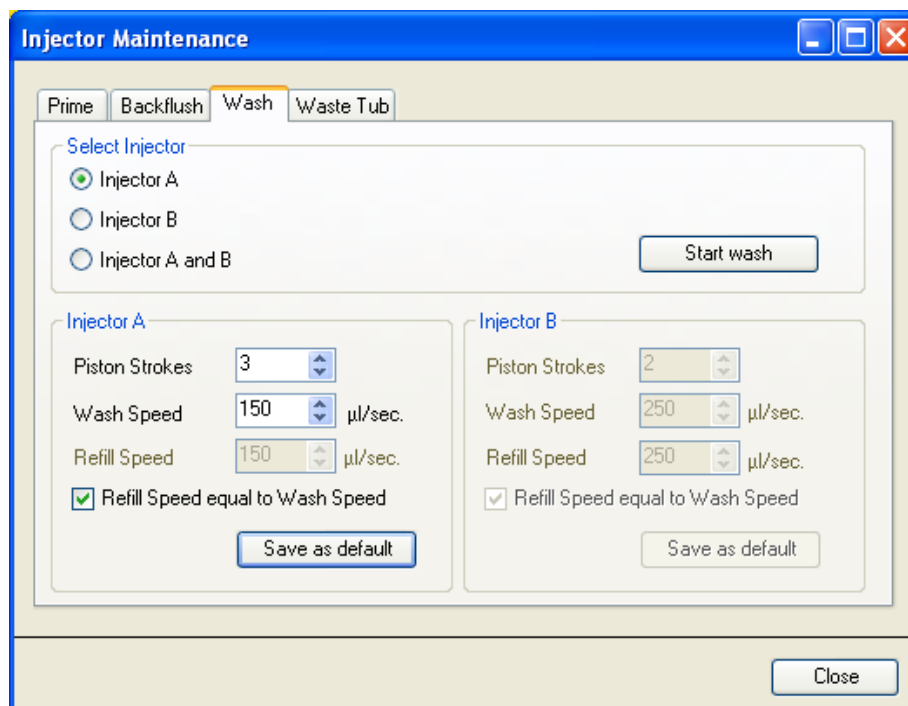 Injector Maintenance
Prime Backflush Wash Waste Tub
Select Injector
Injector A
Injector B
Injector A and B
Start wash
Injector A
Piston Strokes 3
Wash Speed 150 µl/sec.
Refill Speed 150 µl/sec.
Refill Speed equal to Wash Speed
Save as default
Injector B
Piston Strokes 2
Wash Speed 250 µl/sec.
Refill Speed 250 µl/sec.
Refill Speed equal to Wash Speed
Save as default
Close